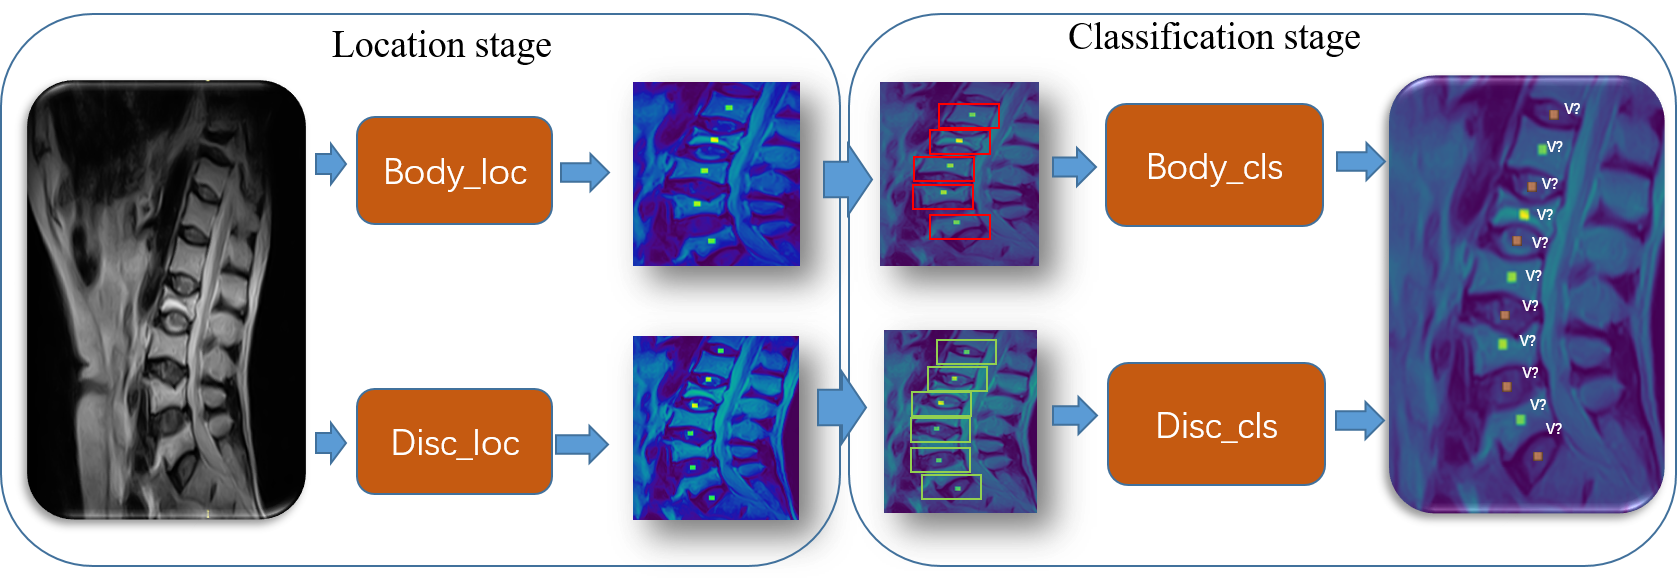 Location stage
Classification stage
Body_loc
Body_cls
Disc_loc
Disc_cls
V?
V?
V?
V?
V?
V?
V?
V?
V?
V?
V?